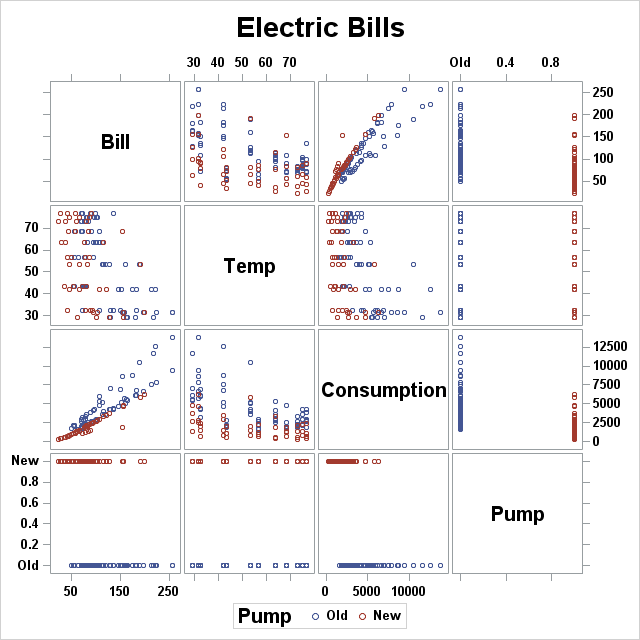 Electric Bills
30 40 50 60 70 Old 0.4 0.8
Bill
250
200
150
100
50
70
60
50
40
30
Temp
Consumption
12500
10000
7500
5000
2500
0
New
0.8
0.6
0.4
0.2
Old
Pump
50 150 250 0 5000 10000
Pump Old New